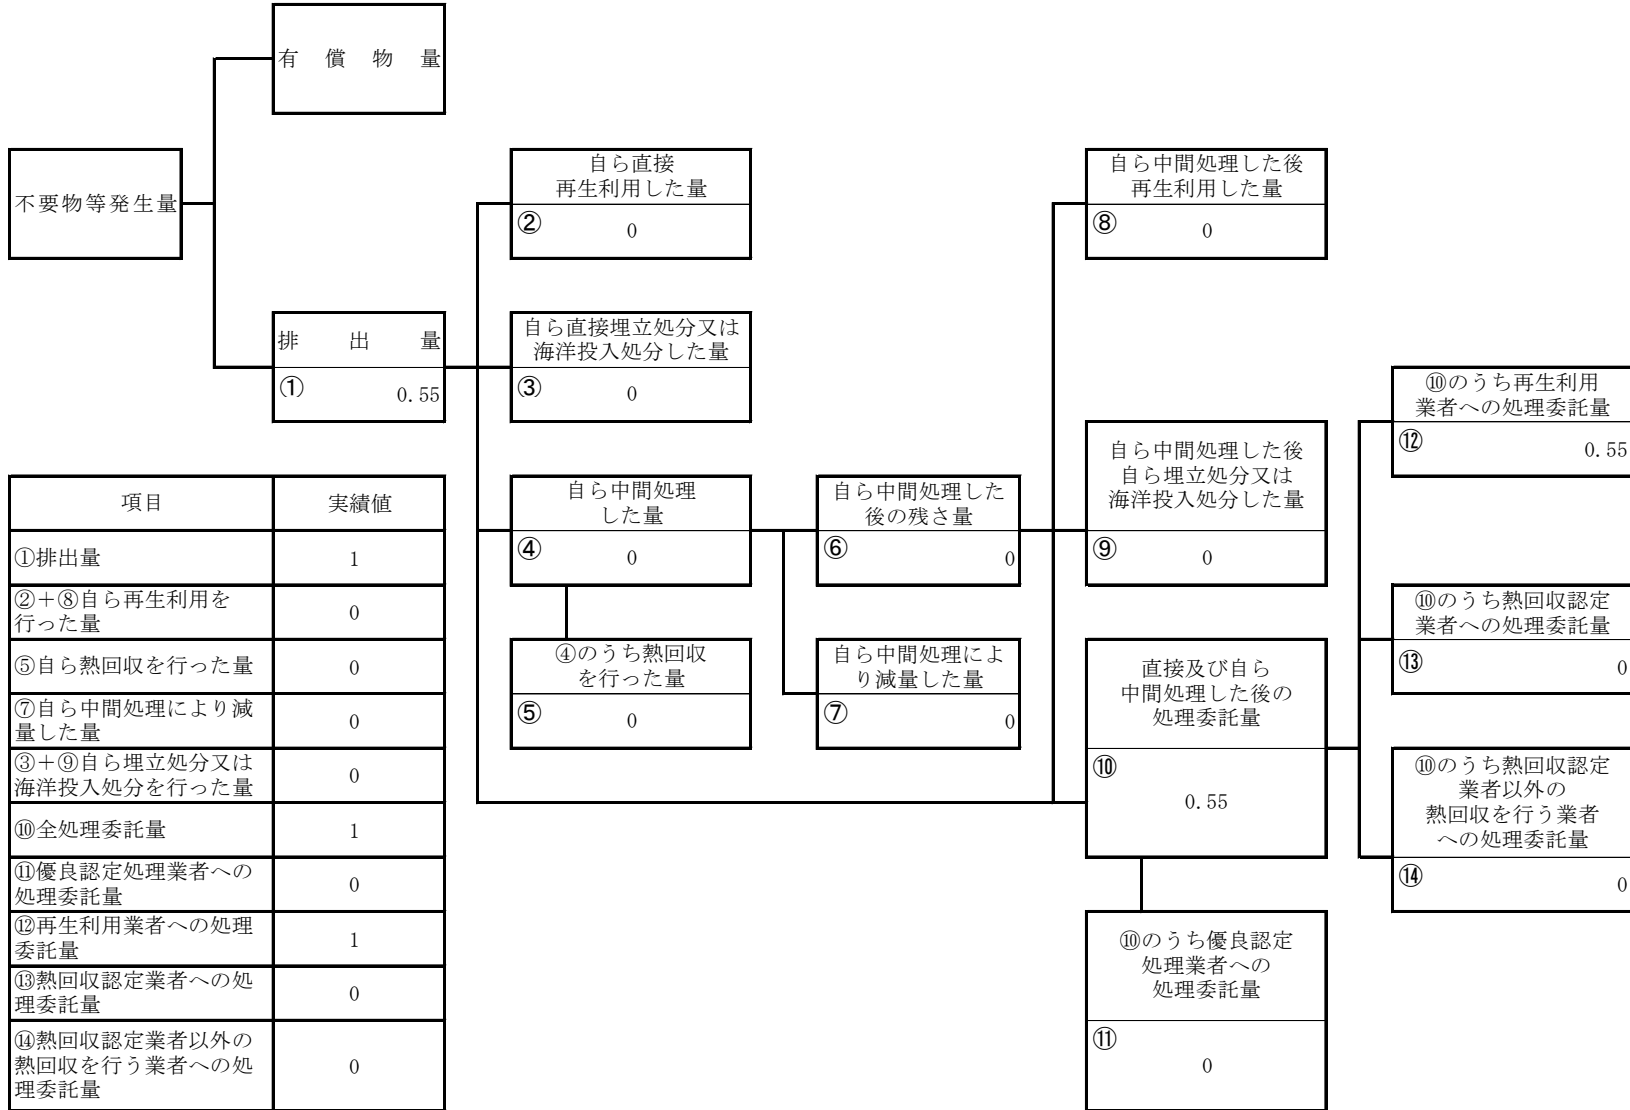 有償物量
不要物等発生量
排出量
① 0.55
自ら直接
再生利用した量
② 0
自ら直接埋立処分又は
海洋投入処分した量
③ 0
自ら中間処理
した量
④ 0
④のうち熱回収
を行った量
⑤ 0
自ら中間処理した
後の残さ量
⑥ 0
自ら中間処理によ
り減量した量
⑦ 0
自ら中間処理した後
再生利用した量
⑧ 0
自ら中間処理した後
自ら埋立処分又は
海洋投入処分した量
⑨ 0
直接及び自ら
中間処理した後の
処理委託量
⑩
0.55
⑩のうち優良認定
処理業者への
処理委託量
⑪
0
⑩のうち再生利用
業者への処理委託量
⑫ 0.55
⑩のうち熱回収認定
業者への処理委託量
⑬ 0
⑩のうち熱回収認定
業者以外の
熱回収を行う業者
への処理委託量
⑭ 0
項目 実績値
①排出量 1
②+⑧自ら再生利用を
行った量 0
⑤自ら熱回収を行った量 0
⑦自ら中間処理により減
量した量 0
③+⑨自ら埋立処分又は
海洋投入処分を行った量 0
⑩全処理委託量 1
⑪優良認定処理業者への
処理委託量 0
⑫再生利用業者への処理
委託量 1
⑬熱回収認定業者への処
理委託量 0
⑭熱回収認定業者以外の
熱回収を行う業者への処
理委託量 0